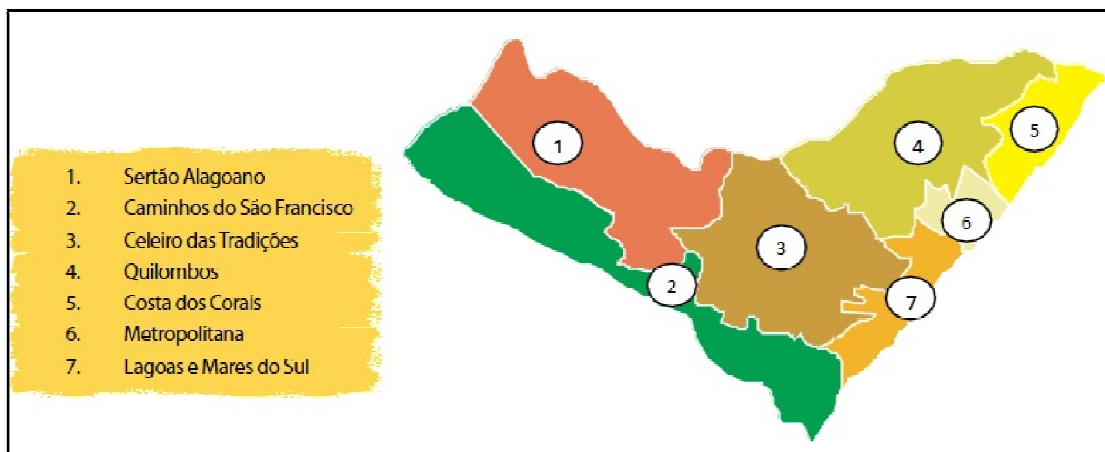 1. Sertão Alagoano
2. Caminhos do São Francisco
3. Celeiro das Tradições
4. Quilombos
5. Costa dos Corais
6. Metropolitana
7. Lagoas e Mares do Sul
1
2
3
4
5
6
7